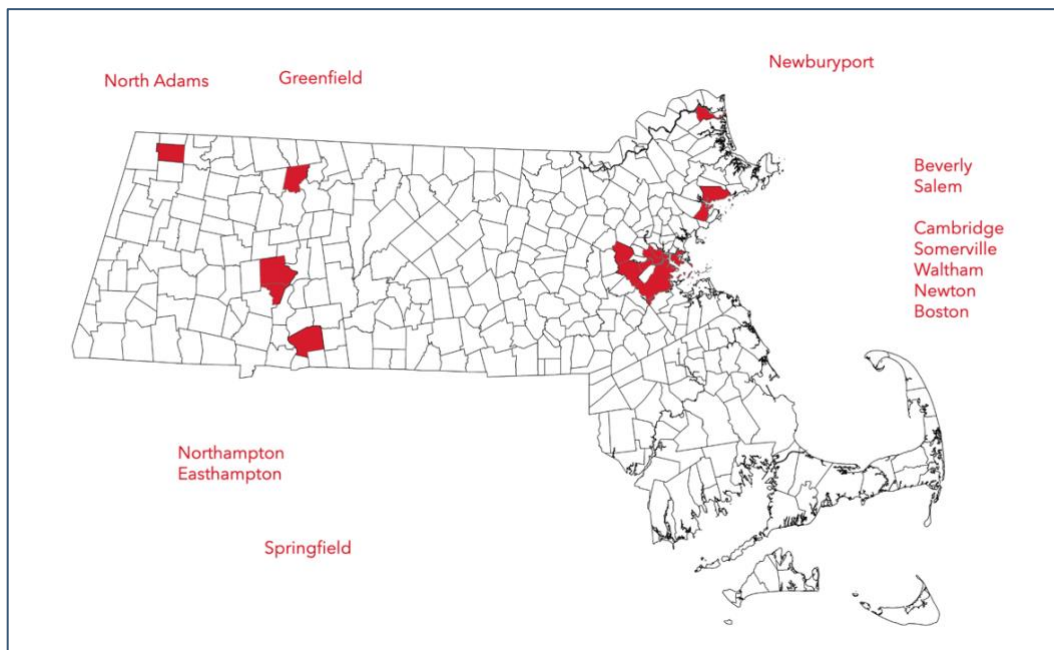 Newburyport
North Adams
Greenfield
Beverly
Salem
Cambridge
Somerville
Waltham
Newton
Boston
Northampton
Easthampton
Springfield